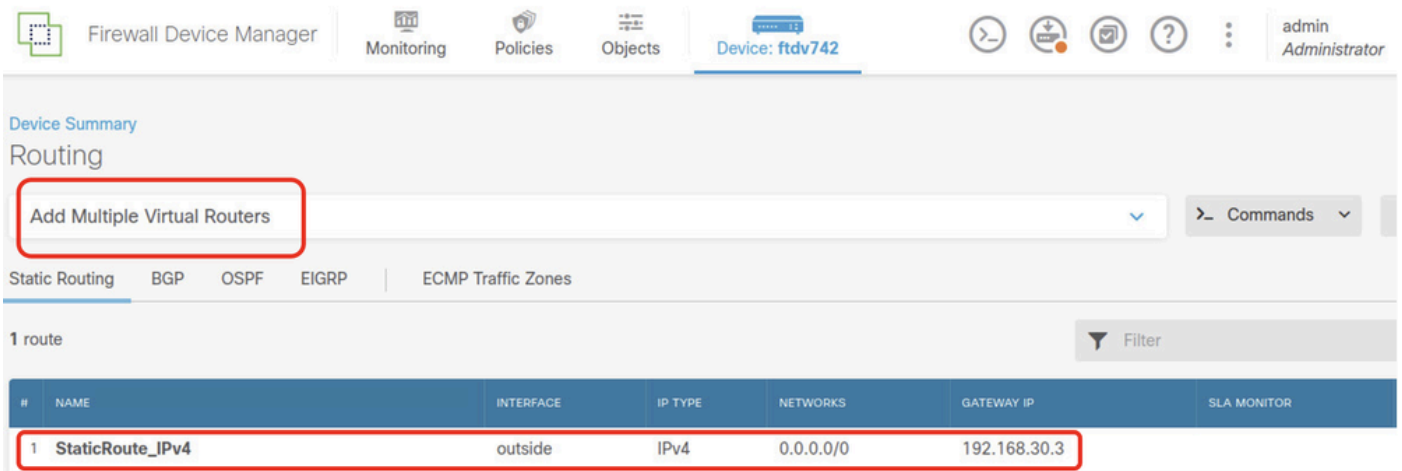 Firewall Device Manager
Monitoring
Policies
Objects
Device: ftdv742
admin
Administrator
Device Summary
Routing
Add Multiple Virtual Routers
>_ Commands
Static Routing BGP OSPF EIGRP ECMP Traffic Zones
1 route
Filter
# NAME INTERFACE IP TYPE NETWORKS GATEWAY IP SLA MONITOR
1 StaticRoute_IPv4 outside IPv4 0.0.0.0/0 192.168.30.3